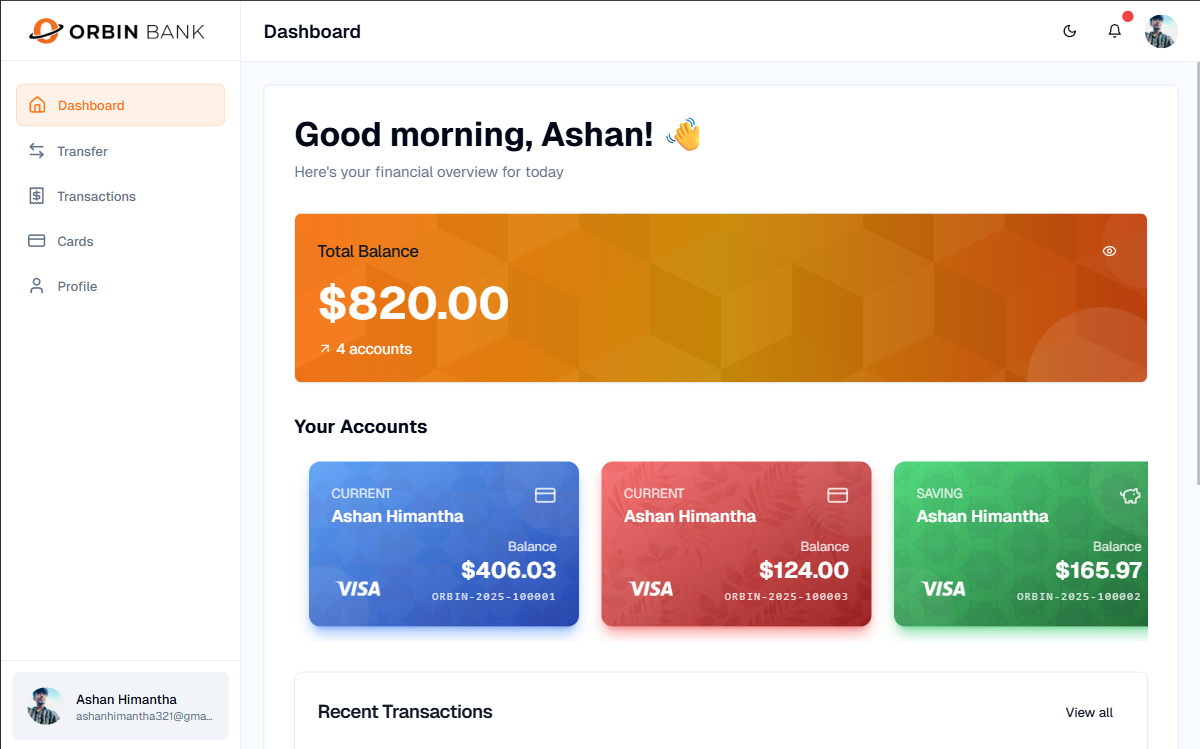 ORBIN BANK
Dashboard
Dashboard
Transfer
Transactions
Cards
Profile
Good morning, Ashan! 👋
Here's your financial overview for today
Total Balance
$820.00
4 accounts
Your Accounts
CURRENT
Ashan Himantha
Balance
$406.03
VISA
ORBIN-2025-100001
CURRENT
Ashan Himantha
Balance
$124.00
VISA
ORBIN-2025-100003
SAVING
Ashan Himantha
Balance
$165.97
VISA
ORBIN-2025-100002
Recent Transactions
View all
Ashan Himantha
ashanhimantha321@gma...